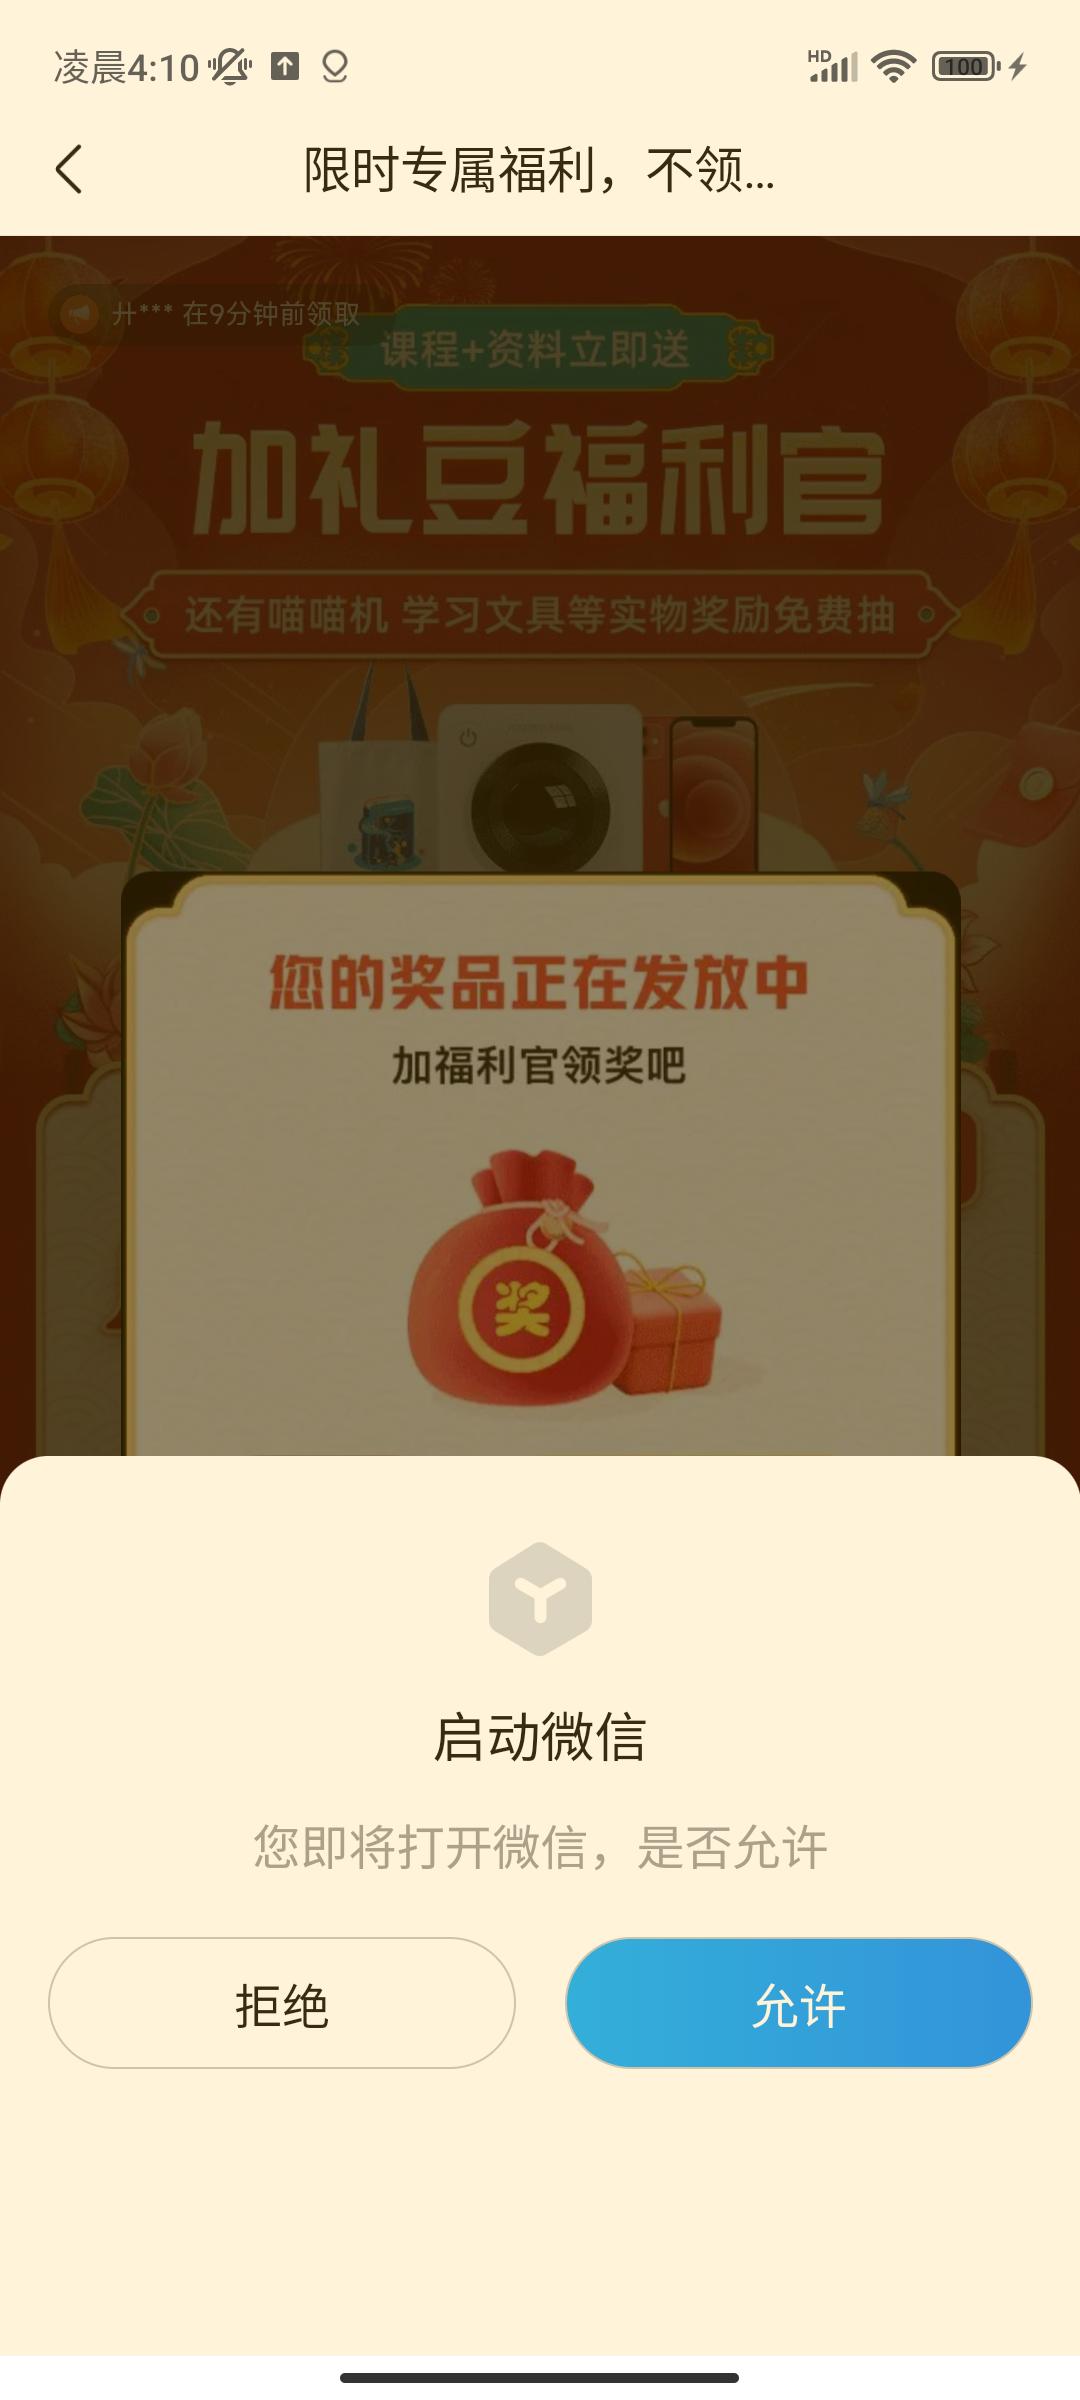 凌晨4:10
HD
100
限时专属福利，不领...
廾*** 在9分钟前领取
课程+资料立即送
加礼豆福利官
还有喵喵机 学习文具等实物奖励免费抽
您的奖品正在发放中
加福利官领奖吧
奖
启动微信
您即将打开微信，是否允许
拒绝
允许